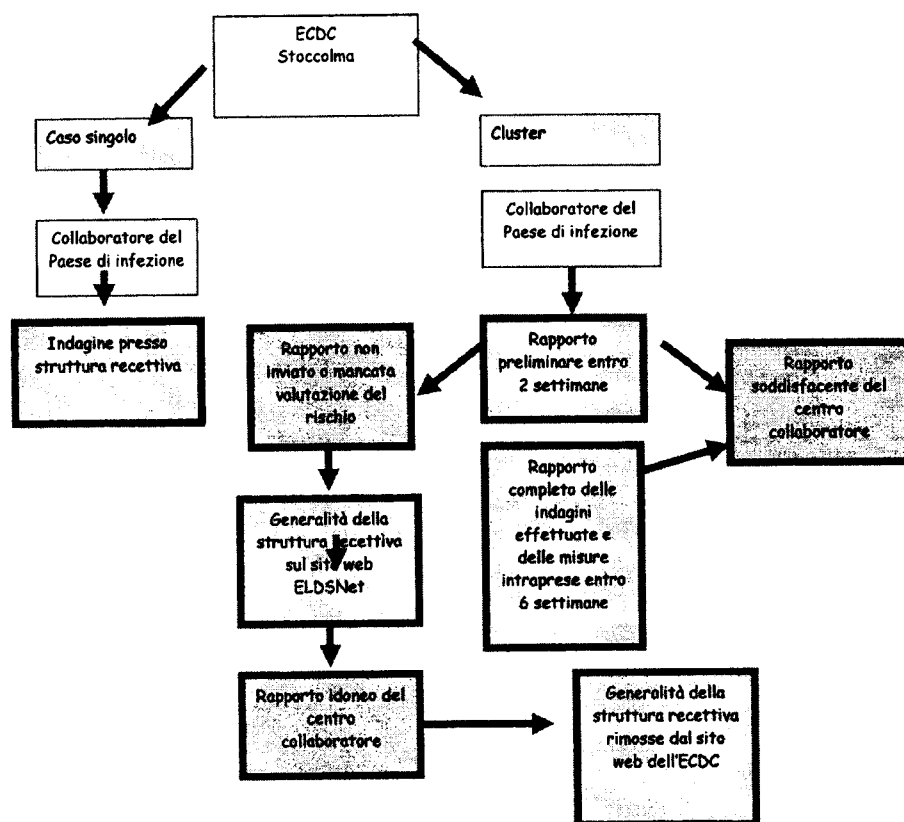 ECDC
Stoccolma
Caso singolo
Cluster
Collaboratore del
Paese di infezione
Collaboratore del
Paese di infezione
Indagine presso
struttura recettiva
Rapporto non
inviato o mancata
valutazione del
rischio
Rapporto
preliminare entro
2 settimane
Rapporto
soddisfacente del
centro
collaboratore
Rapporto
completo delle
indagini
effettuate e
delle misure
intraprese entro
6 settimane
Generalità della
struttura recettiva
sul sito web
ELDSNet
Rapporto idoneo del
centro
collaboratore
Generalità della
struttura recettiva
rimosse dal sito
web dell'ECDC